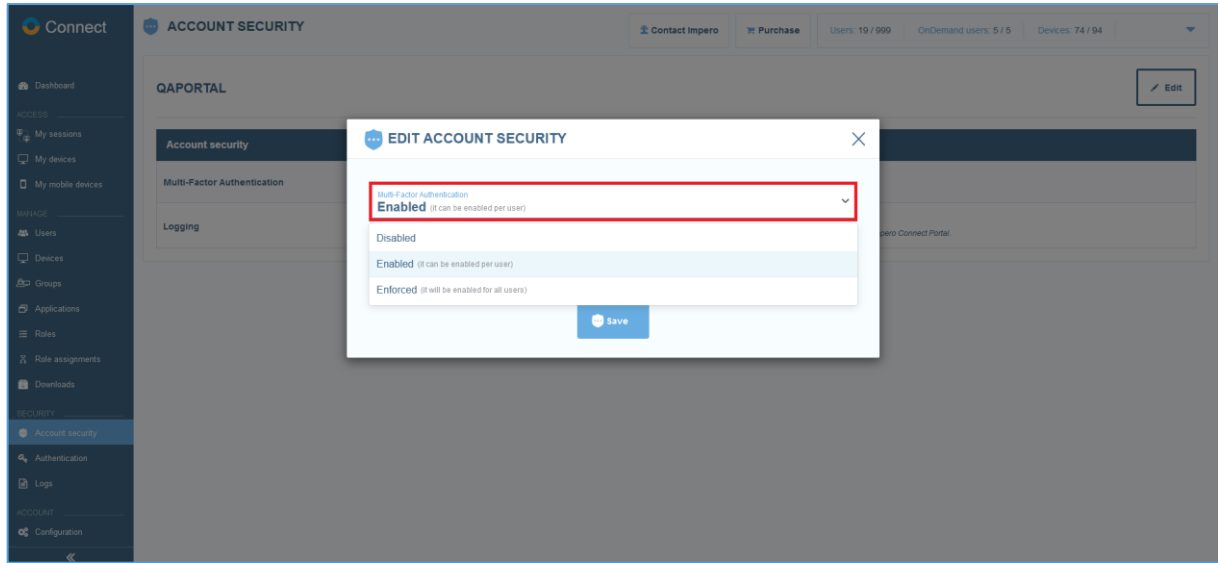 Connect
ACCOUNT SECURITY
Contact Impero
Purchase
Users: 19 / 999
OnDemand users: 5 / 5
Devices: 74 / 94
Dashboard
ACCESS
My sessions
My devices
My mobile devices
MANAGE
Users
Devices
Groups
Applications
Roles
Role assignments
Downloads
SECURITY
Account security
Authentication
Logs
ACCOUNT
Configuration
QAPORTAL
Edit
Account security
Multi-Factor Authentication
Logging
Connect Portal.
EDIT ACCOUNT SECURITY
Multi-Factor Authentication
Enabled (It can be enabled per user)
Disabled
Enabled (It can be enabled per user)
Enforced (It will be enabled for all users)
Save